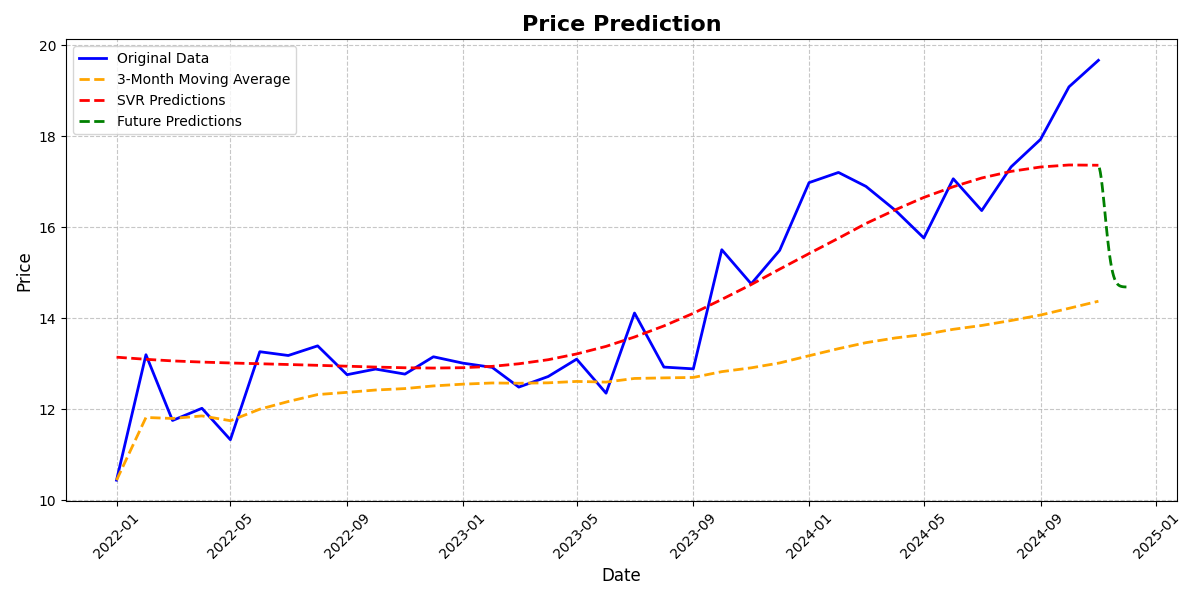 Price Prediction
Original Data
3-Month Moving Average
SVR Predictions
Future Predictions
Price
20
18
16
14
12
10
2022-01
2022-05
2022-09
2023-01
2023-05
2023-09
2024-01
2024-05
2024-09
2025-01
Date